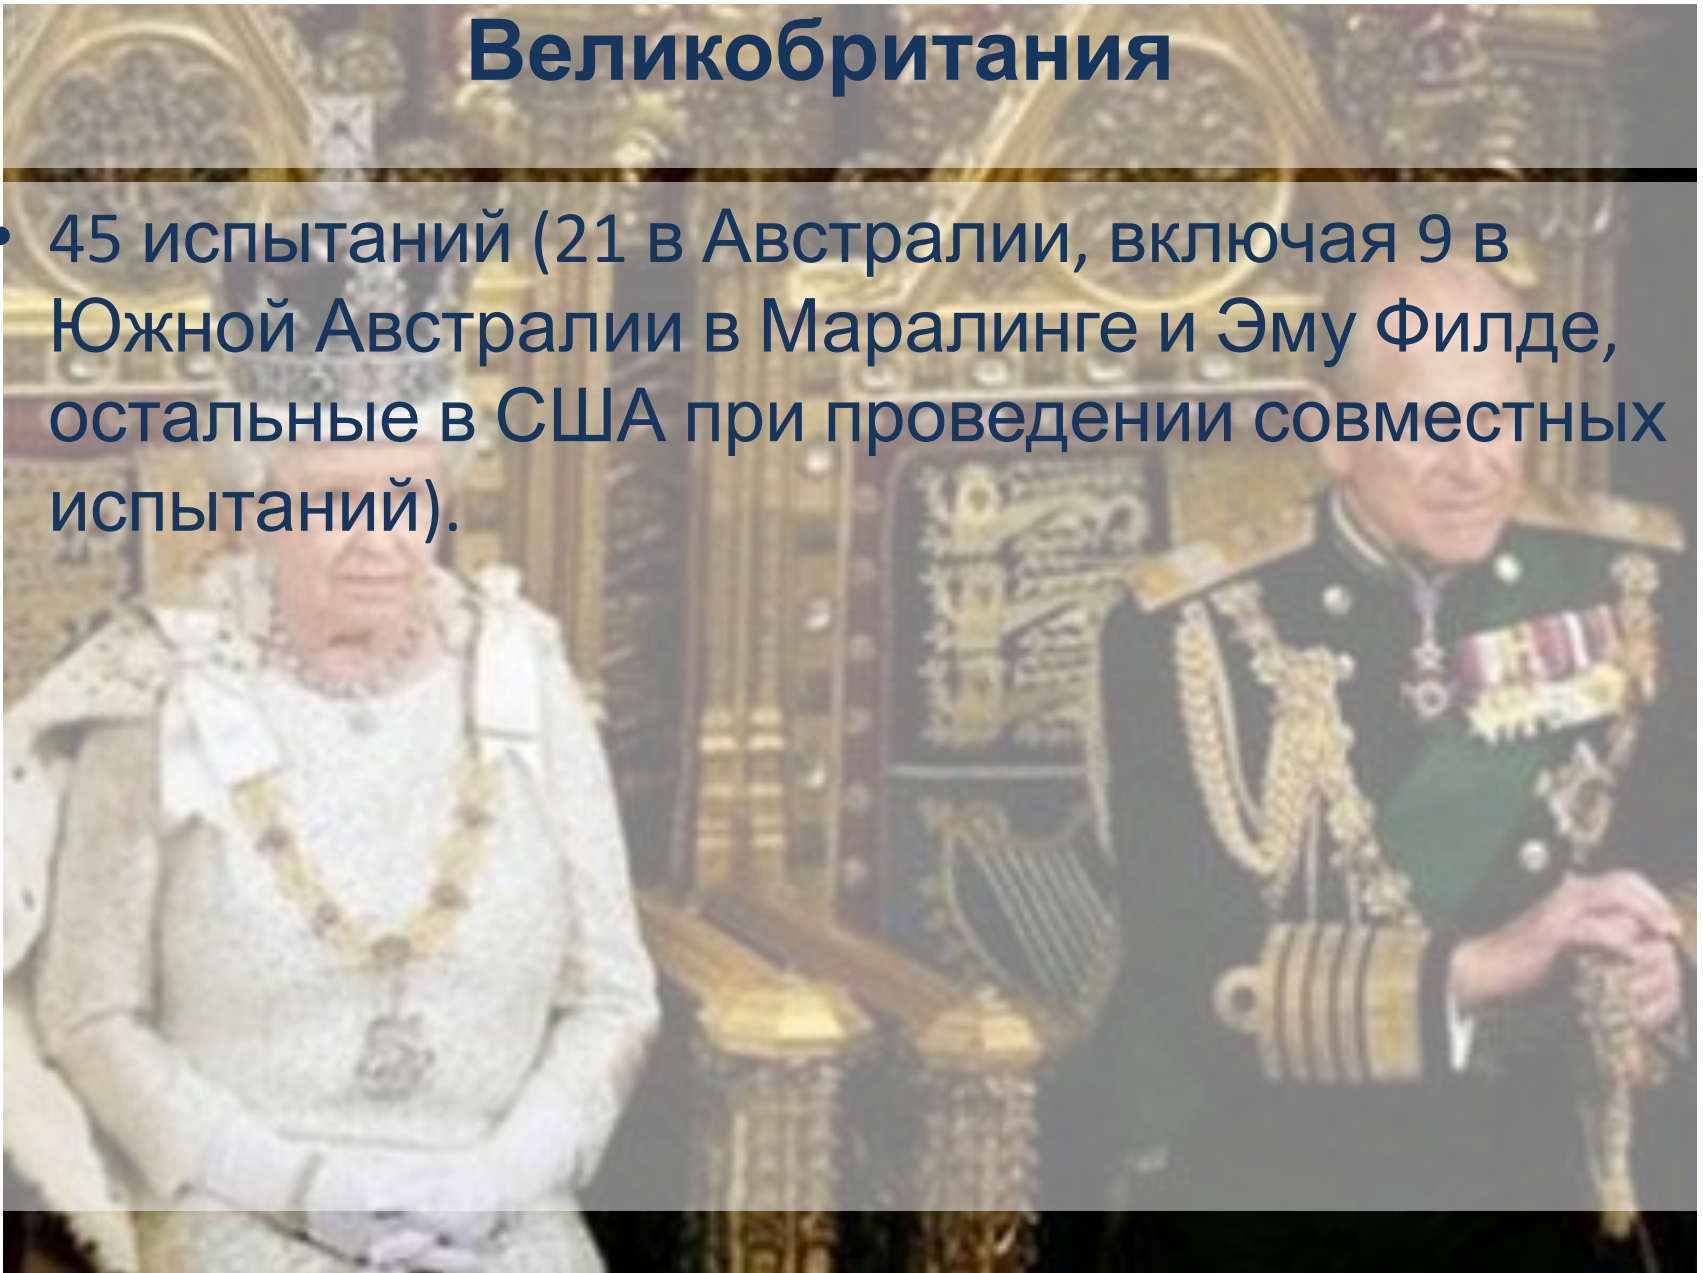 Великобритания
• 45 испытаний (21 в Австралии, включая 9 в
Южной Австралии в Маралинге и Эму Филде,
остальные в США при проведении совместных
испытаний).